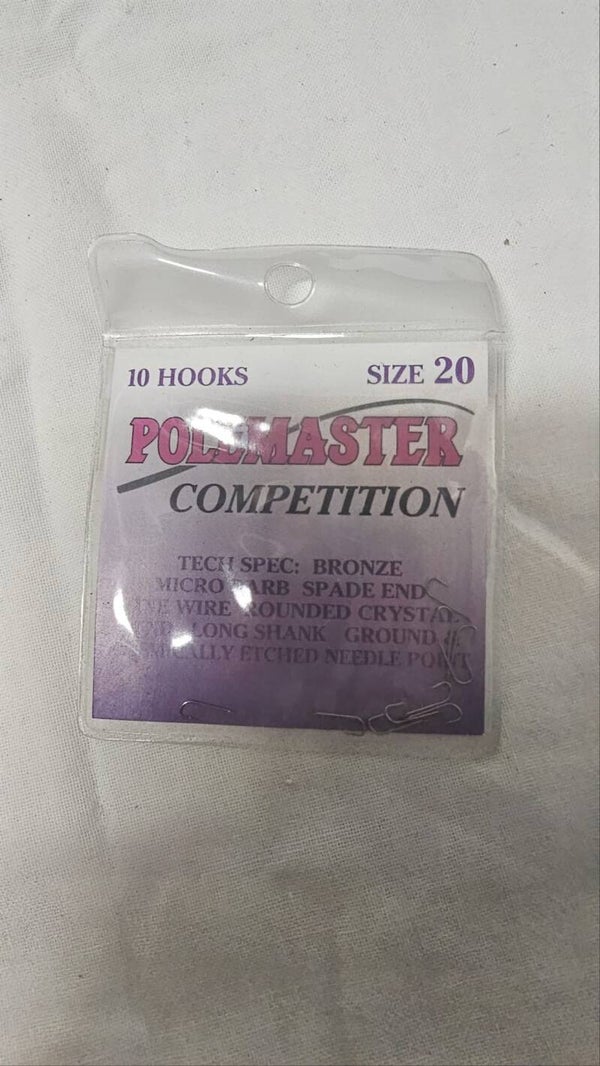 10 HOOKS SIZE 20
POLEMASTER
COMPETITION
TECH SPEC: BRONZE
MICRO BARB SPADE END
WIRE ROUNDED CRYSTAL
LONG SHANK GROUND &
ETCHED NEEDLE POINT